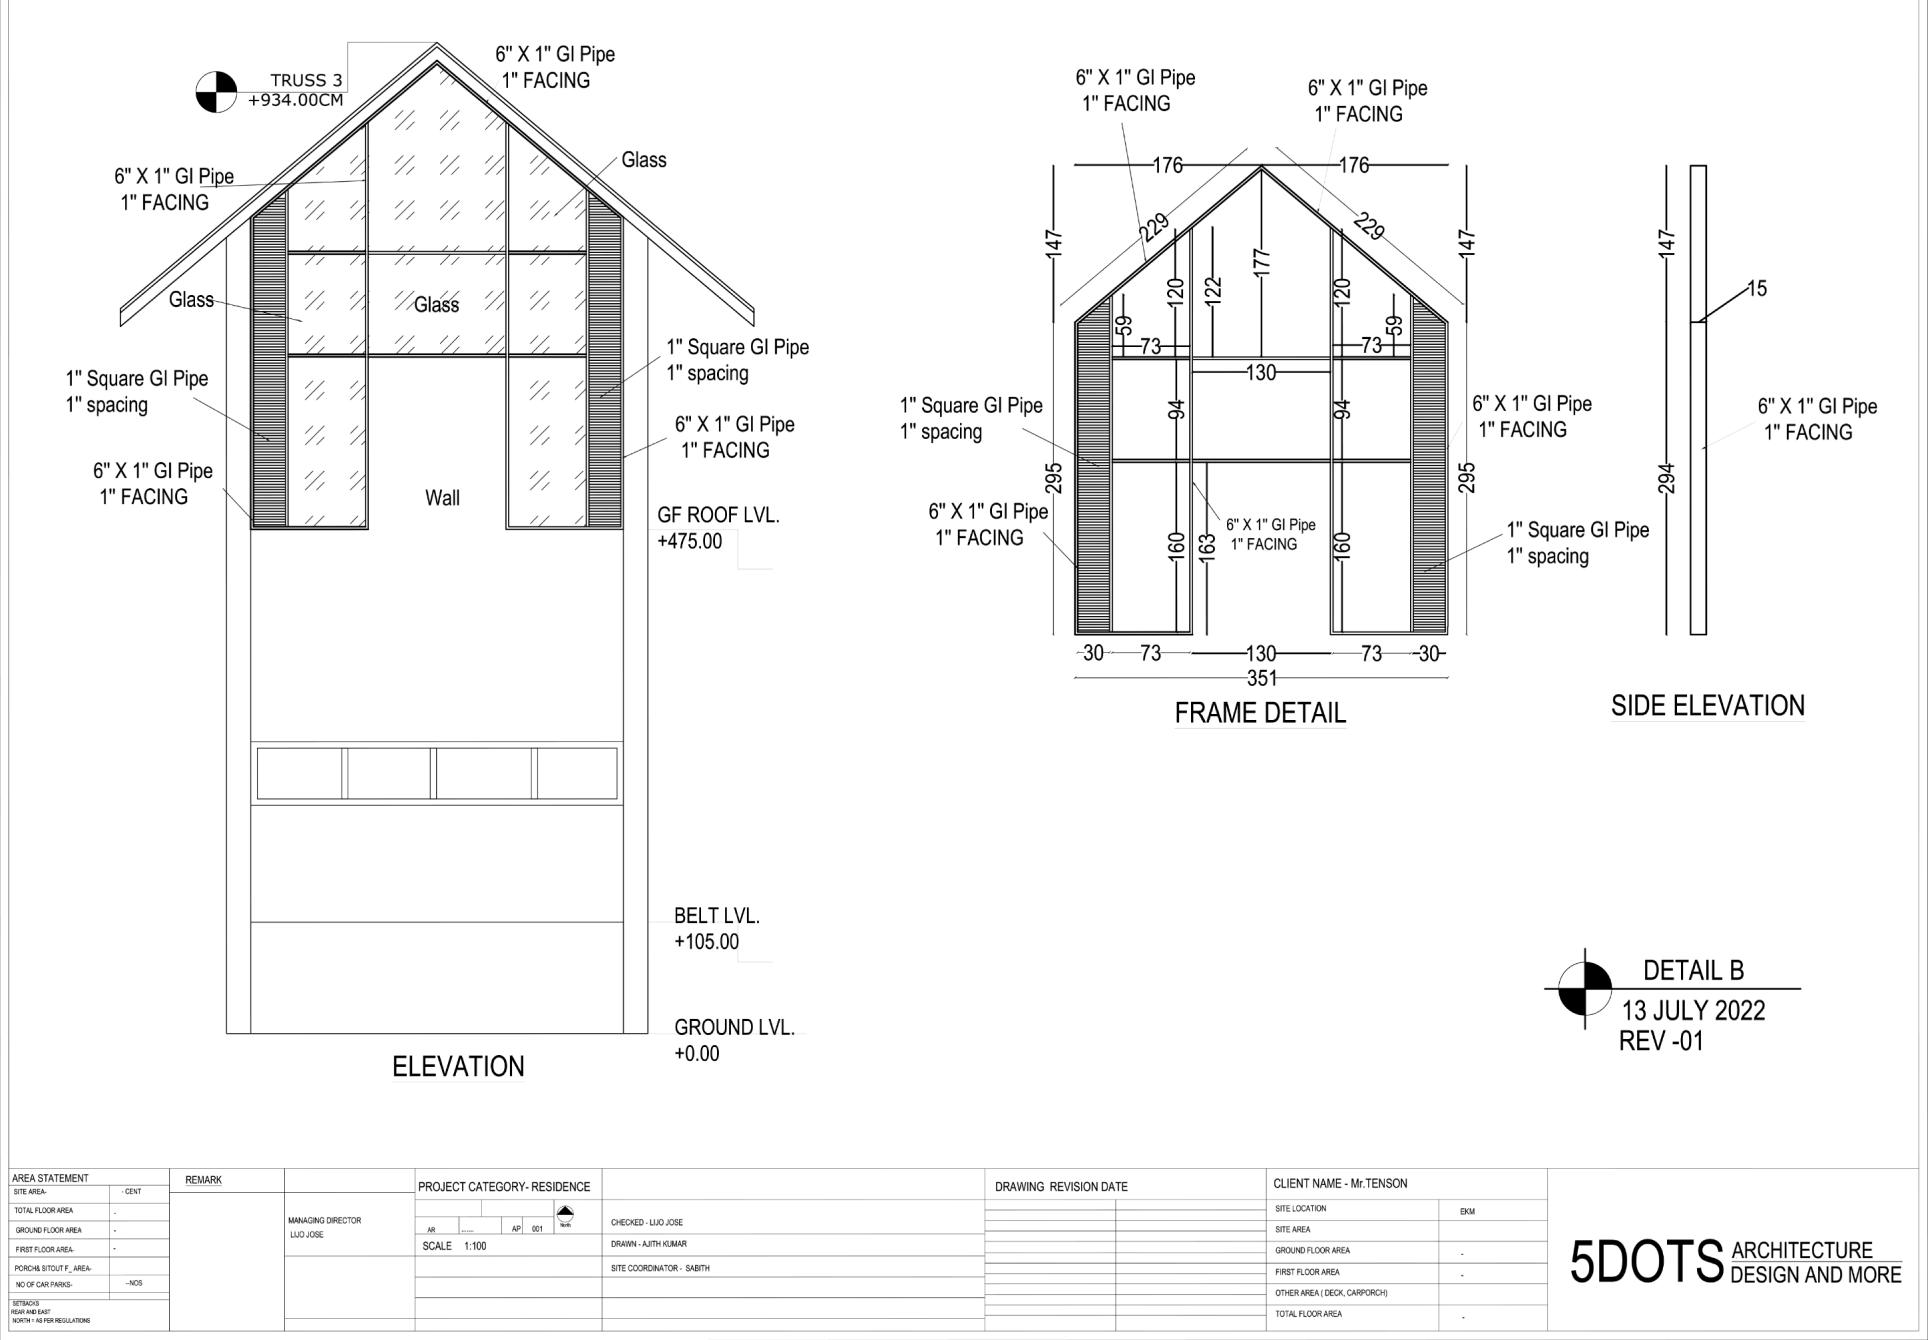 TRUSS 3
+934.00CM
6" X 1" GI Pipe
1" FACING
6" X 1" GI Pipe
1" FACING
Glass
Glass
Glass
1" Square GI Pipe
1" spacing
1" Square GI Pipe
1" spacing
6" X 1" GI Pipe
1" FACING
6" X 1" GI Pipe
1" FACING
Wall
GF ROOF LVL.
+475.00
BELT LVL.
+105.00
GROUND LVL.
+0.00
ELEVATION
6" X 1" GI Pipe
1" FACING
6" X 1" GI Pipe
1" FACING
176
176
229
229
147
147
177
120
122
120
59
59
73
73
130
94
94
1" Square GI Pipe
1" spacing
6" X 1" GI Pipe
1" FACING
295
295
6" X 1" GI Pipe
1" FACING
6" X 1" GI Pipe
1" FACING
1" Square GI Pipe
1" spacing
160
163
160
30
73
130
73
30
351
FRAME DETAIL
147
15
6" X 1" GI Pipe
1" FACING
294
SIDE ELEVATION
DETAIL B
13 JULY 2022
REV -01
AREA STATEMENT
SITE AREA-
- CENT
TOTAL FLOOR AREA
-
GROUND FLOOR AREA
-
FIRST FLOOR AREA-
-
PORCH& SITOUT F_ AREA-
NO OF CAR PARKS-
--NOS
SETBACKS
REAR AND EAST
NORTH = AS PER REGULATIONS
REMARK
MANAGING DIRECTOR
LIJO JOSE
PROJECT CATEGORY- RESIDENCE
AR
......
AP
001
North
SCALE 1:100
CHECKED - LIJO JOSE
DRAWN - AJITH KUMAR
SITE COORDINATOR - SABITH
DRAWING REVISION DATE
CLIENT NAME - Mr.TENSON
SITE LOCATION
EKM
SITE AREA
GROUND FLOOR AREA
-
FIRST FLOOR AREA
-
OTHER AREA ( DECK, CARPORCH)
TOTAL FLOOR AREA
-
5DOTS
ARCHITECTURE
DESIGN AND MORE